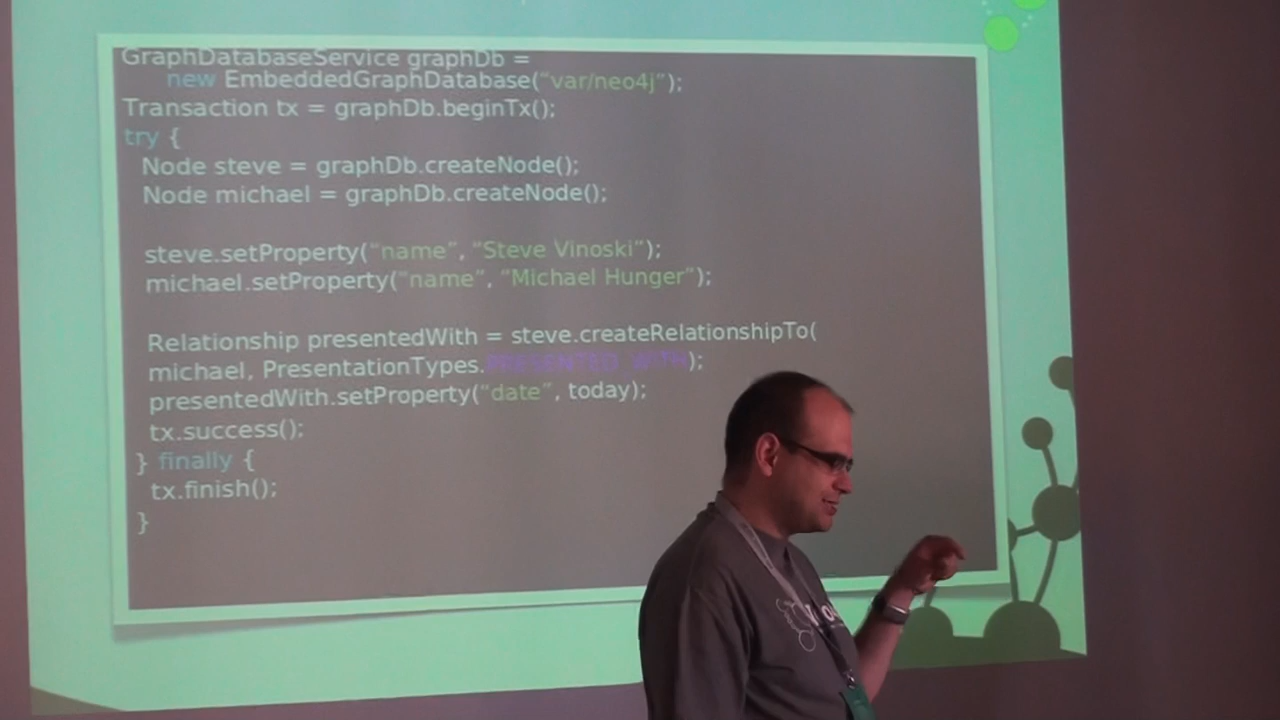 GraphDatabaseService graphDb =
new EmbeddedGraphDatabase(“var/neo4j”);
Transaction tx = graphDb.beginTx();
try {
Node steve = graphDb.createNode();
Node michael = graphDb.createNode();
steve.setProperty(“name”, “Steve Vinoski”);
michael.setProperty(“name”, “Michael Hunger”);
Relationship presentedWith = steve.createRelationshipTo(
michael, PresentationTypes.PRESENTED_WITH);
presentedWith.setProperty(“date”, today);
tx.success();
} finally {
tx.finish();
}